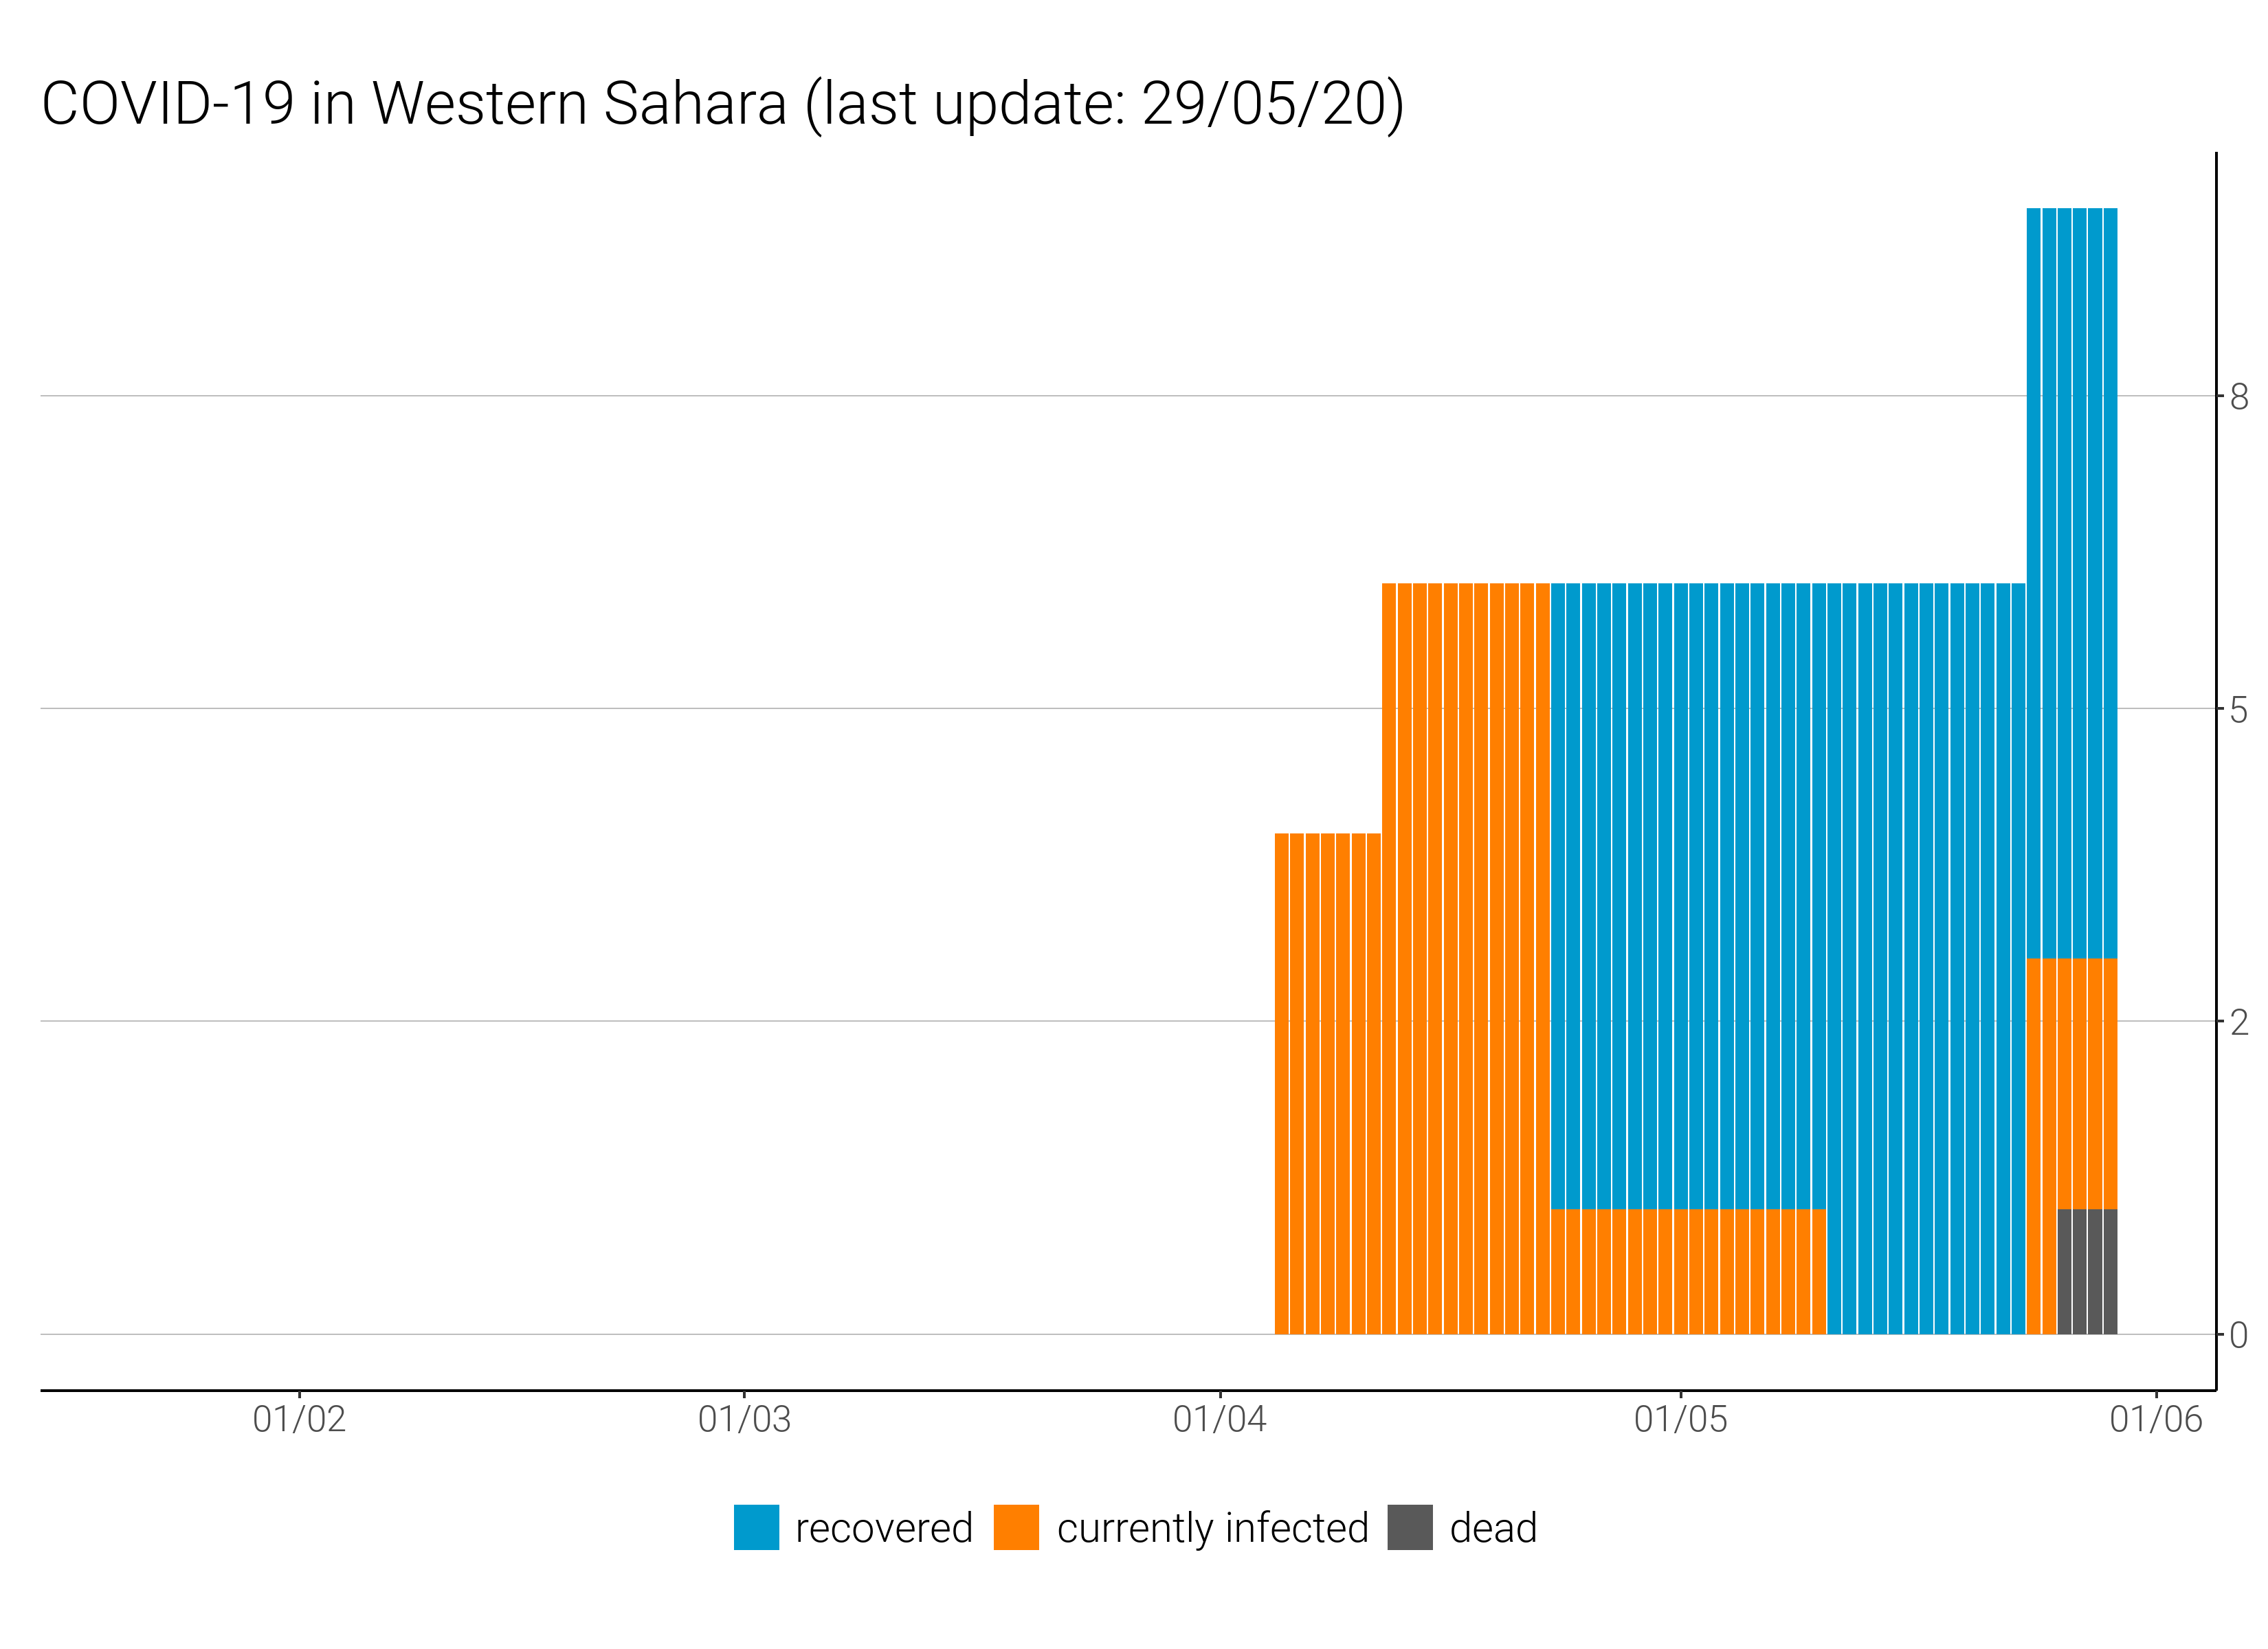 COVID-19 in Western Sahara (last update: 29/05/20)
8
5
2
0
01/02 01/03 01/04 01/05 01/06
recovered currently infected dead